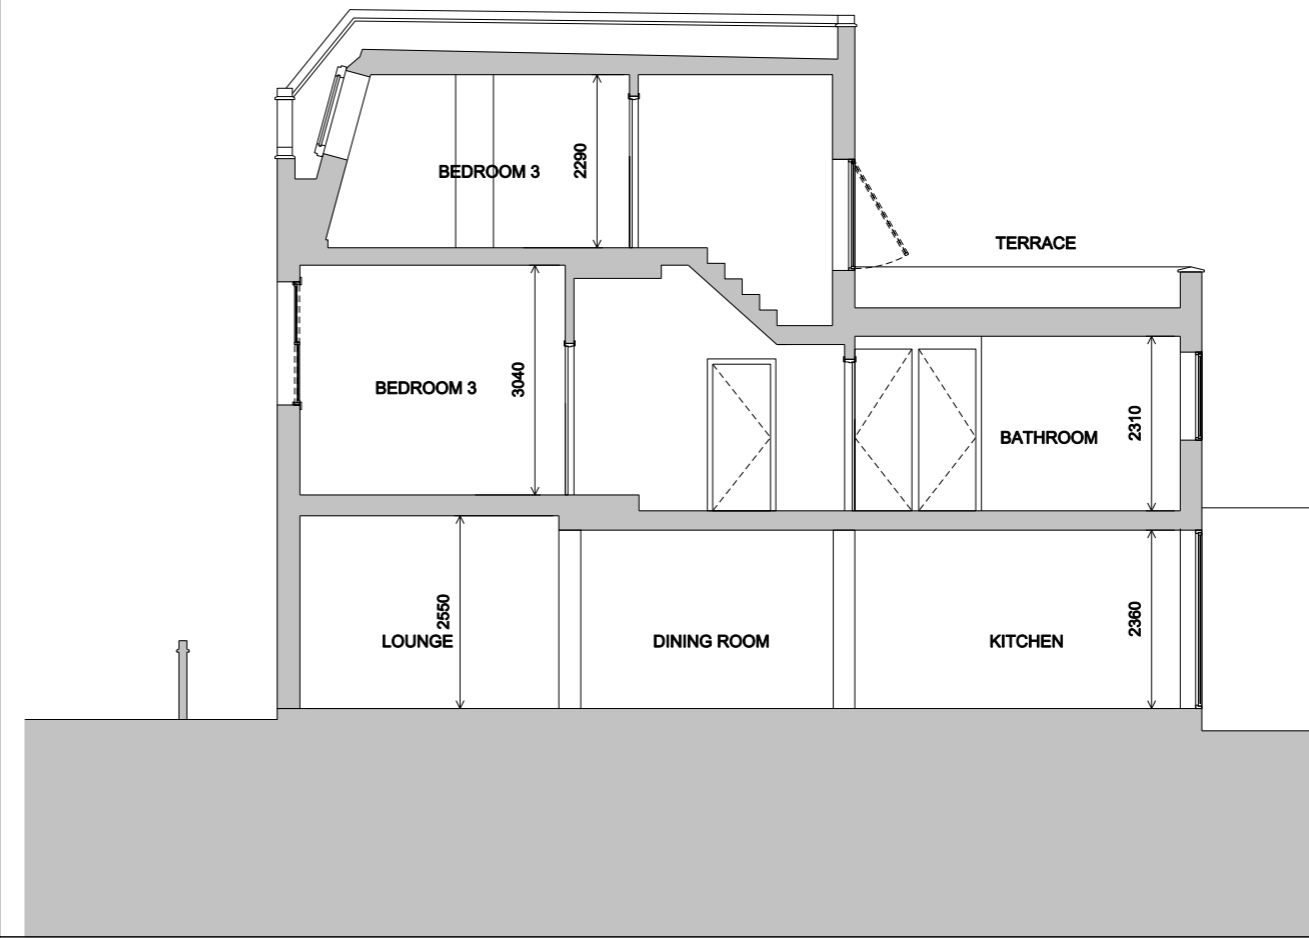 BEDROOM 3
2290
TERRACE
BEDROOM 3
3040
BATHROOM
2310
LOUNGE
2550
DINING ROOM
KITCHEN
2360